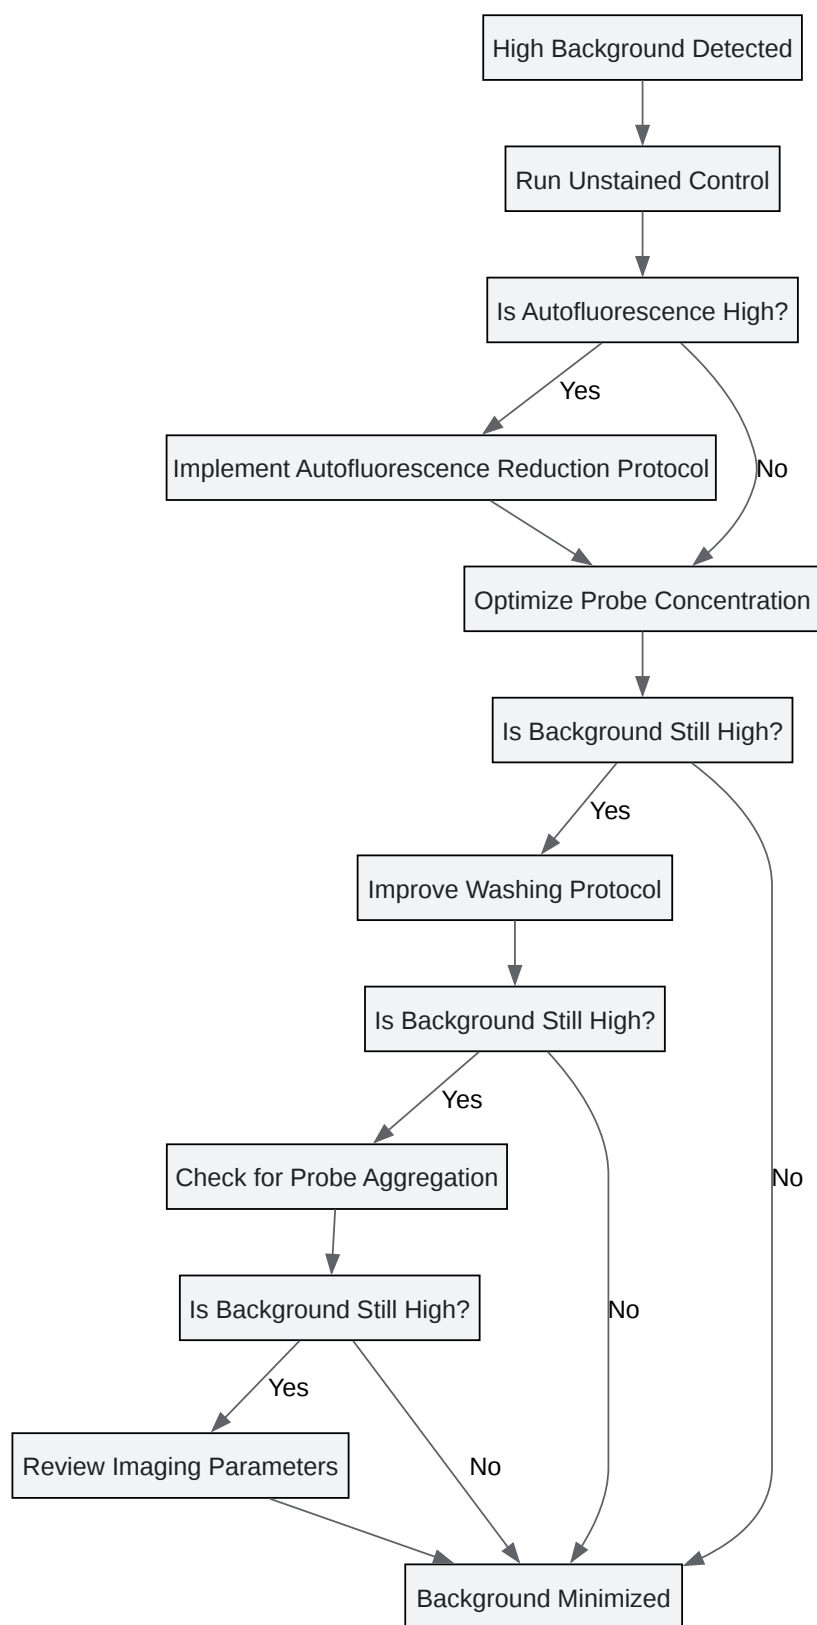 High Background Detected
Run Unstained Control
Is Autofluorescence High?
Yes
Implement Autofluorescence Reduction Protocol
No
Optimize Probe Concentration
Is Background Still High?
Yes
Improve Washing Protocol
Is Background Still High?
Yes
Check for Probe Aggregation
No
Is Background Still High?
No
Yes
Review Imaging Parameters
No
Background Minimized